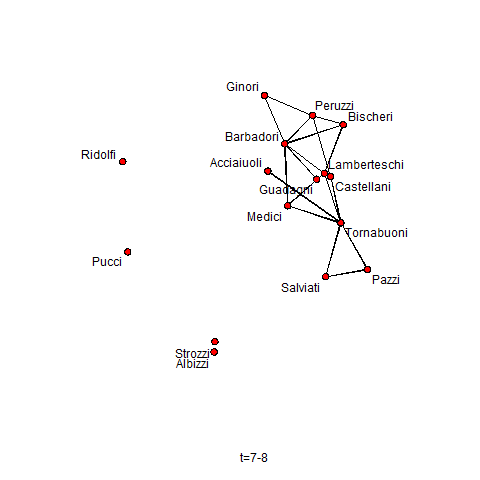 Ginori
Peruzzi
Bischeri
Barbadori
Ridolfi
Acciaiuoli
Lamberteschi
Guadagni
Castellani
Medici
Tornabuoni
Pucci
Salviati
Pazzi
Strozzi
Albizzi
t=7-8